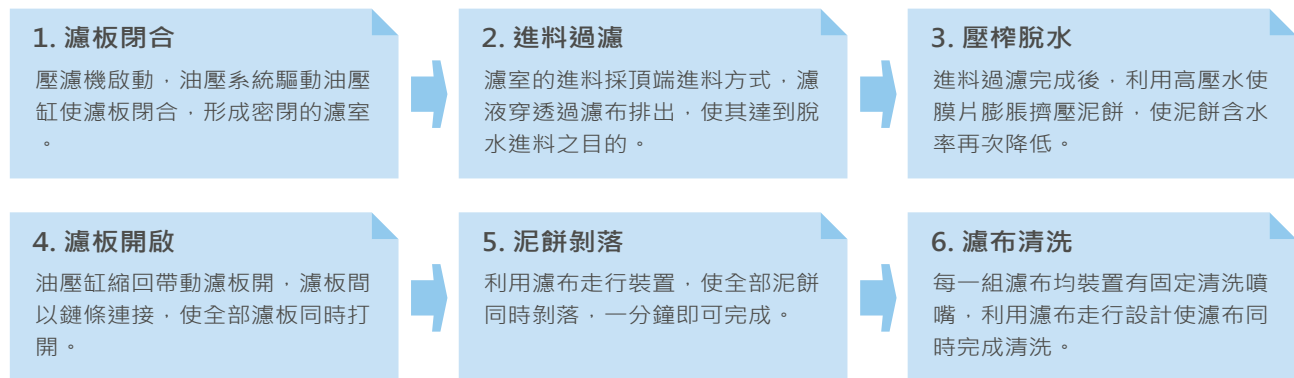 1. 濾板閉合
壓濾機啟動，油壓系統驅動油壓
缸使濾板閉合，形成密閉的濾室
。
2. 進料過濾
濾室的進料採頂端進料方式，濾
液穿透過濾布排出，使其達到脫
水進料之目的。
3. 壓榨脫水
進料過濾完成後，利用高壓水使
膜片膨脹擠壓泥餅，使泥餅含水
率再次降低。
4. 濾板開啟
油壓缸縮回帶動濾板開，濾板間
以鏈條連接，使全部濾板同時打
開。
5. 泥餅剝落
利用濾布走行裝置，使全部泥餅
同時剝落，一分鐘即可完成。
6. 濾布清洗
每一組濾布均裝置有固定清洗噴
嘴，利用濾布走行設計使濾布同
時完成清洗。